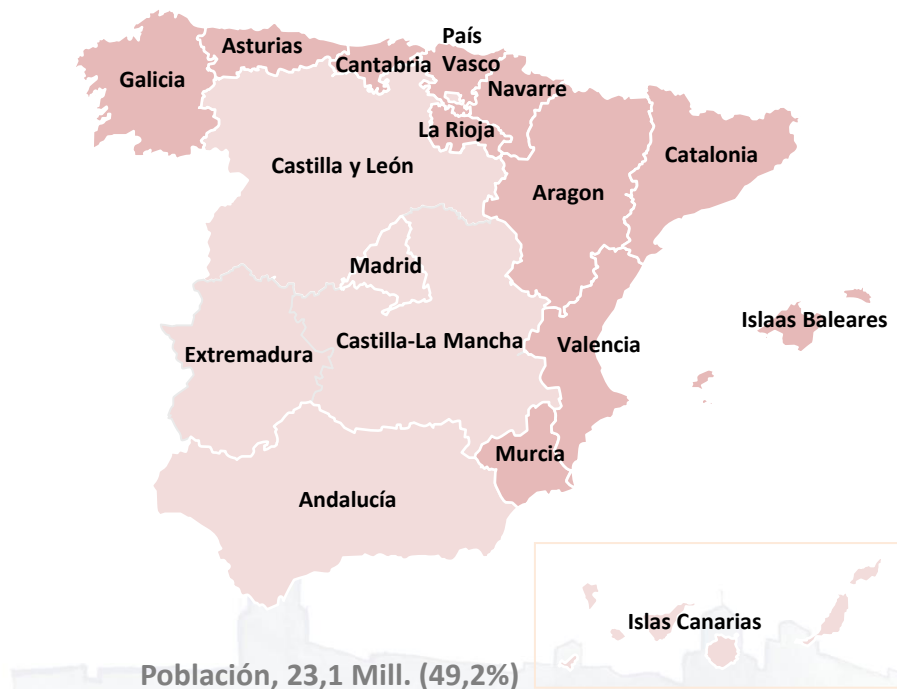 País
Vasco
Asturias
Cantabria
Galicia
Navarre
La Rioja
Catalonia
Castilla y León
Aragon
Madrid
Islaas Baleares
Castilla-La Mancha
Valencia
Extremadura
Murcia
Andalucía
Islas Canarias
Población, 23,1 Mill. (49,2%)